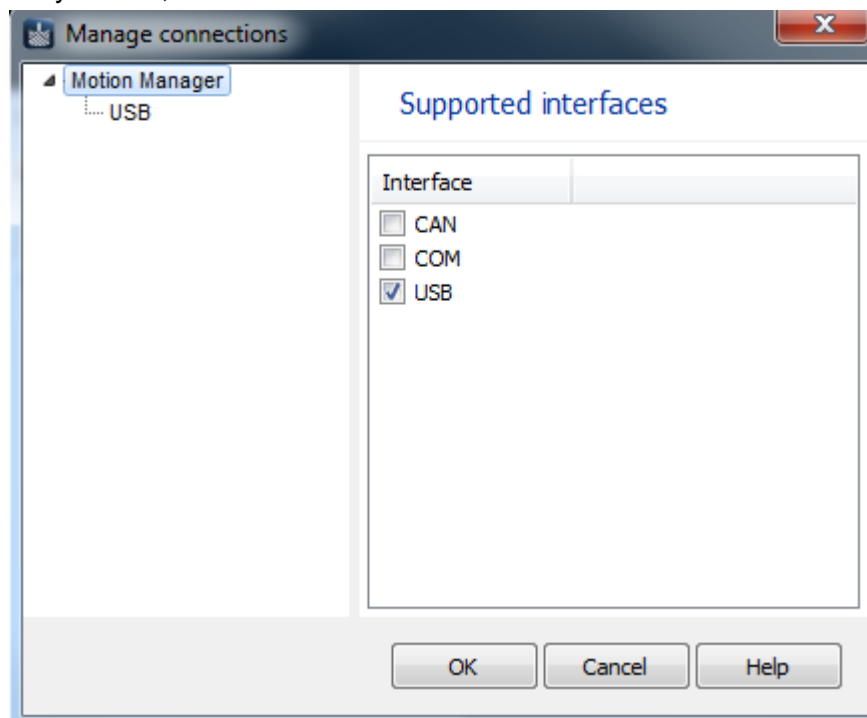 Manage connections
Motion Manager
USB
Supported interfaces
Interface
CAN
COM
USB
OK Cancel Help